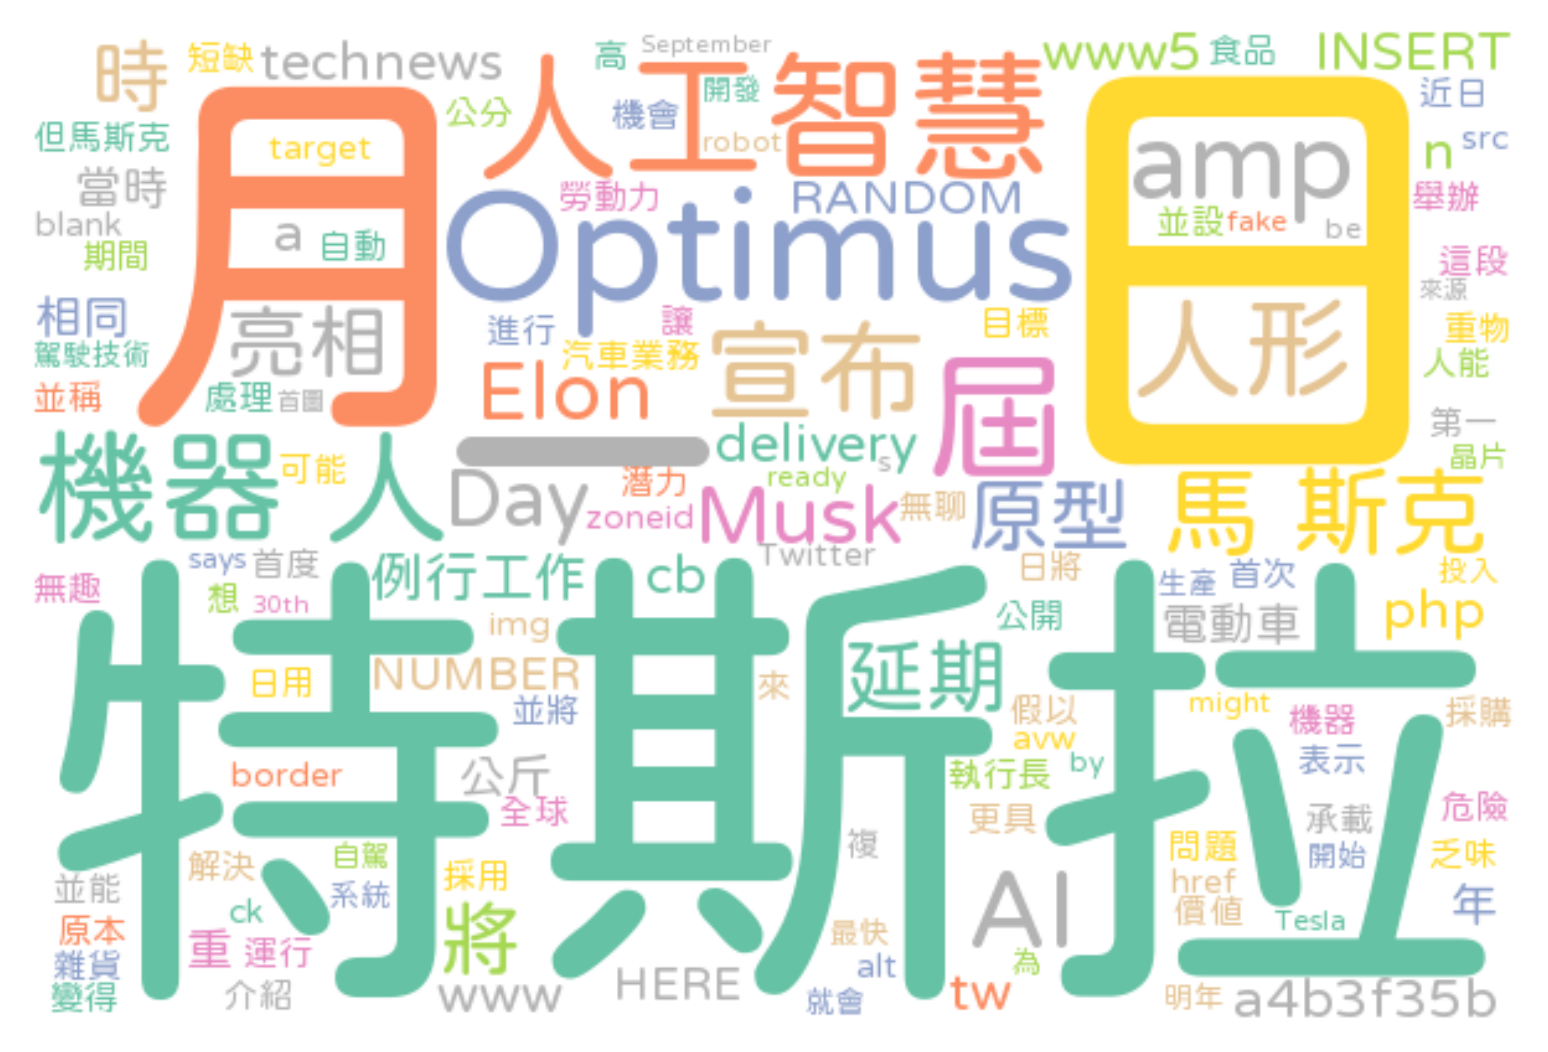 時 短缺 technews 高 September www5 食品 INSERT
人工智慧 開發 機會 robot 公分
月 日 amp 近日
但馬斯克 target n src
當時 勞動力 RANDOM 舉辦
blank a 自動 Optimus 並設 fake be
期間 這段
來源
相同 亮相 進行 讓 目標 人形 重物
駕駛技術 汽車業務 宣布 人能
並稱 處理 首圖 Elon 屆 第一
一 delivery s 晶片
機器 人 可能 Day 潛力 ready 馬 斯克
zoneid Musk 無聊 原型
says 首度 Twitter 日將 生產 首次 投入
無趣 想 30th 例行工作 cb 公開 電動車 php
特斯拉
img
日用 NUMBER 來 延期 might 採購
並將 假以 機器
avw 表示
border 公斤 執行長 by
全球 更具 承載 危險
解決 自駕 複 問題 開始 乏味
並能 系統 採用 AI href 年
原本 ck 將 最快 價值 Tesla
雜貨 重 運行 alt 為
變得 介紹 www HERE 就會 tw 明年 a4b3f35b